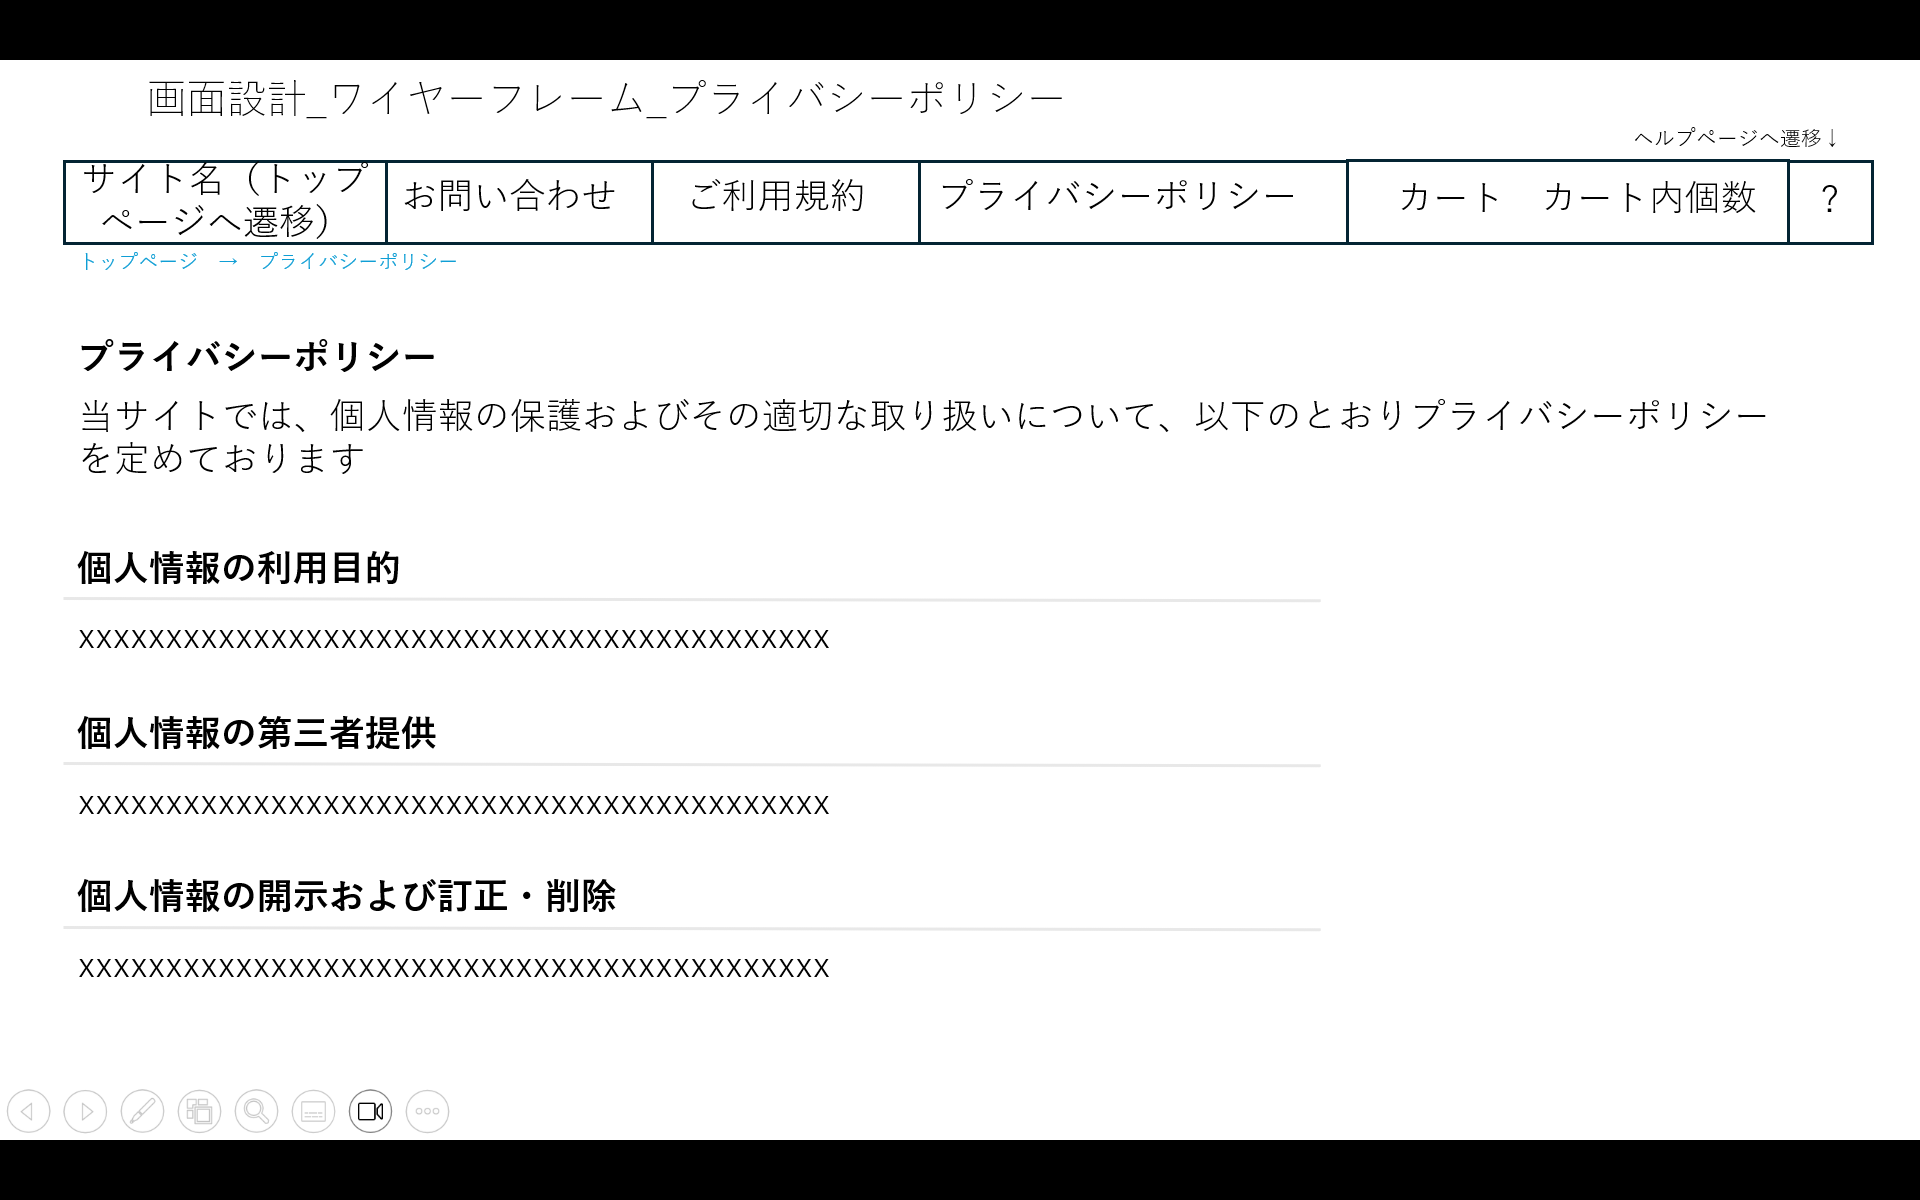 画面設計_ワイヤーフレーム_プライバシーポリシー
ヘルプページへ遷移↓
サイト名（トップ
ページへ遷移）
お問い合わせ
ご利用規約
プライバシーポリシー
カート　カート内個数
？
トップページ　→　プライバシーポリシー
プライバシーポリシー
当サイトでは、個人情報の保護およびその適切な取り扱いについて、以下のとおりプライバシーポリシー
を定めております
個人情報の利用目的
XXXXXXXXXXXXXXXXXXXXXXXXXXXXXXXXXXXXXXXXXXX
個人情報の第三者提供
XXXXXXXXXXXXXXXXXXXXXXXXXXXXXXXXXXXXXXXXXXX
個人情報の開示および訂正・削除
XXXXXXXXXXXXXXXXXXXXXXXXXXXXXXXXXXXXXXXXXXX